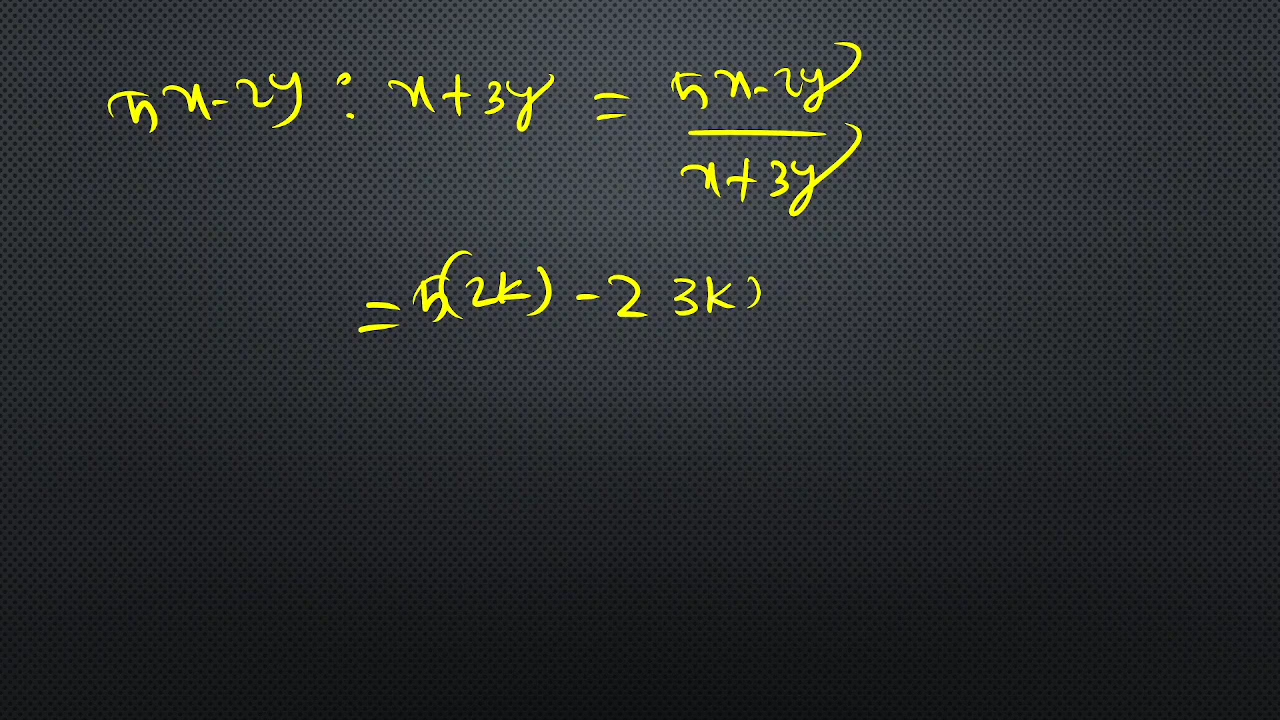 5x-2y : x+3y = 5x-2y / x+3y
= 5(2k) - 2 3k)